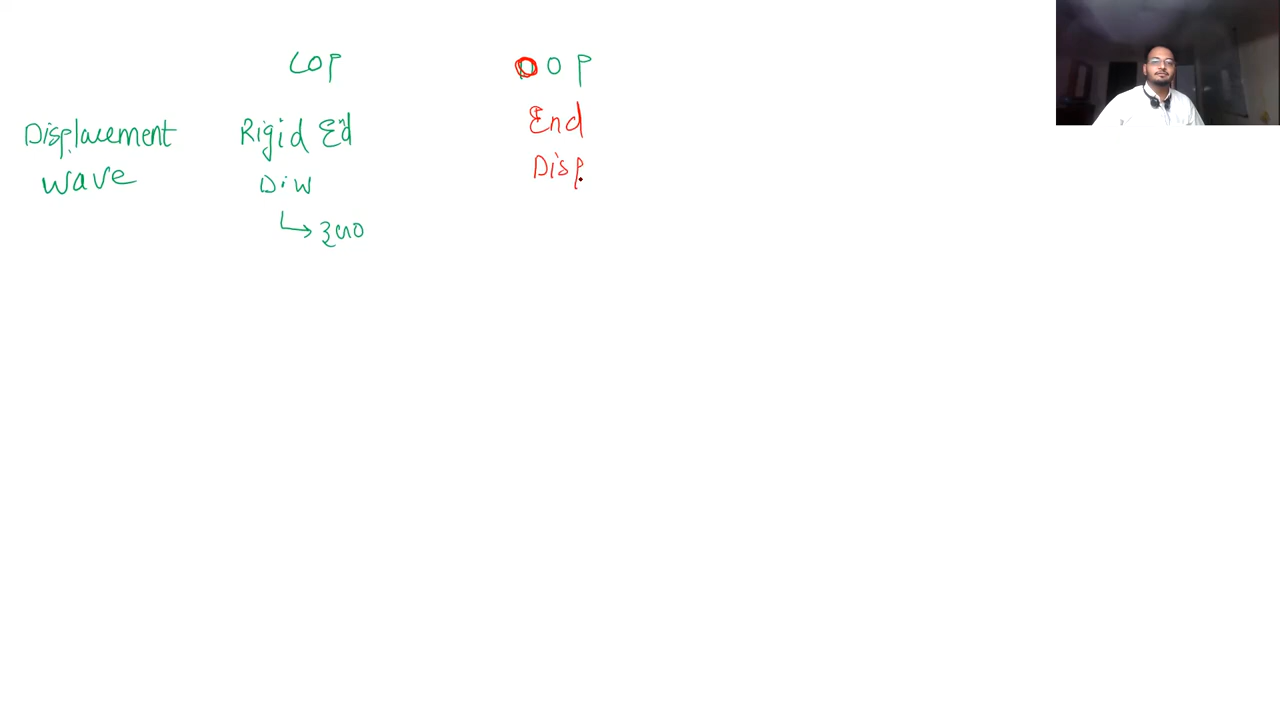 COP
OOP
Displacement
wave
Rigid End
D.W
↳ zero
End
Disp